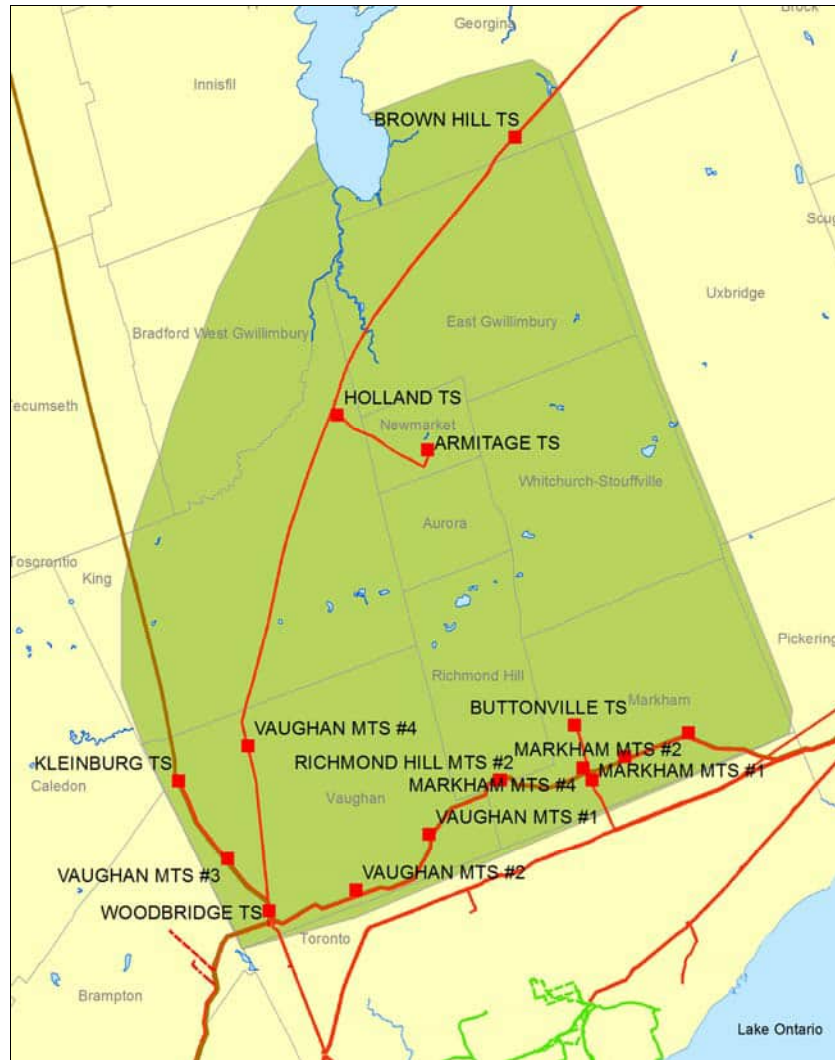 Georgina
Brock
Innisfil
BROWN HILL TS
Scug
Uxbridge
East Gwillimbury
Bradford West Gwillimbury
HOLLAND TS
Tecumseth
Newmarket
ARMITAGE TS
Whitchurch-Stouffville
Aurora
Tosorontio
King
Pickering
Richmond Hill
Markham
BUTTONVILLE TS
VAUGHAN MTS #4
MARKHAM MTS #2
RICHMOND HILL MTS #2
KLEINBURG TS
MARKHAM MTS #1
MARKHAM MTS #4
Caledon
Vaughan
VAUGHAN MTS #1
VAUGHAN MTS #3
VAUGHAN MTS #2
WOODBRIDGE TS
Toronto
Brampton
Lake Ontario